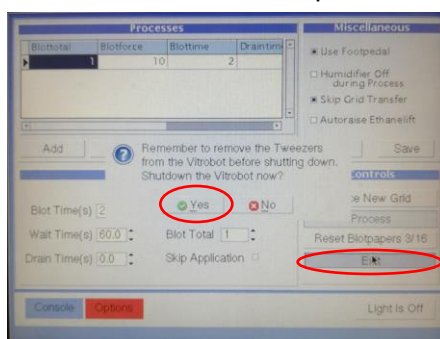 Processes
Miscellaneous
Blottotal Blotforce Blottime Draintim
1 10 2
Use Footpedal
Humidifier Off
during Process
Skip Grid Transfer
Autoraise Ethanelift
Add
Save
Remember to remove the Tweezers
from the Vitrobot before shutting down.
Shutdown the Vitrobot now?
Yes
No
Controls
New Grid
Process
Reset Blotpapers 3/16
Exit
Blot Time(s) 2
Wait Time(s) 60.0
Blot Total 1
Drain Time(s) 0.0
Skip Application
Console
Options
Light Is Off